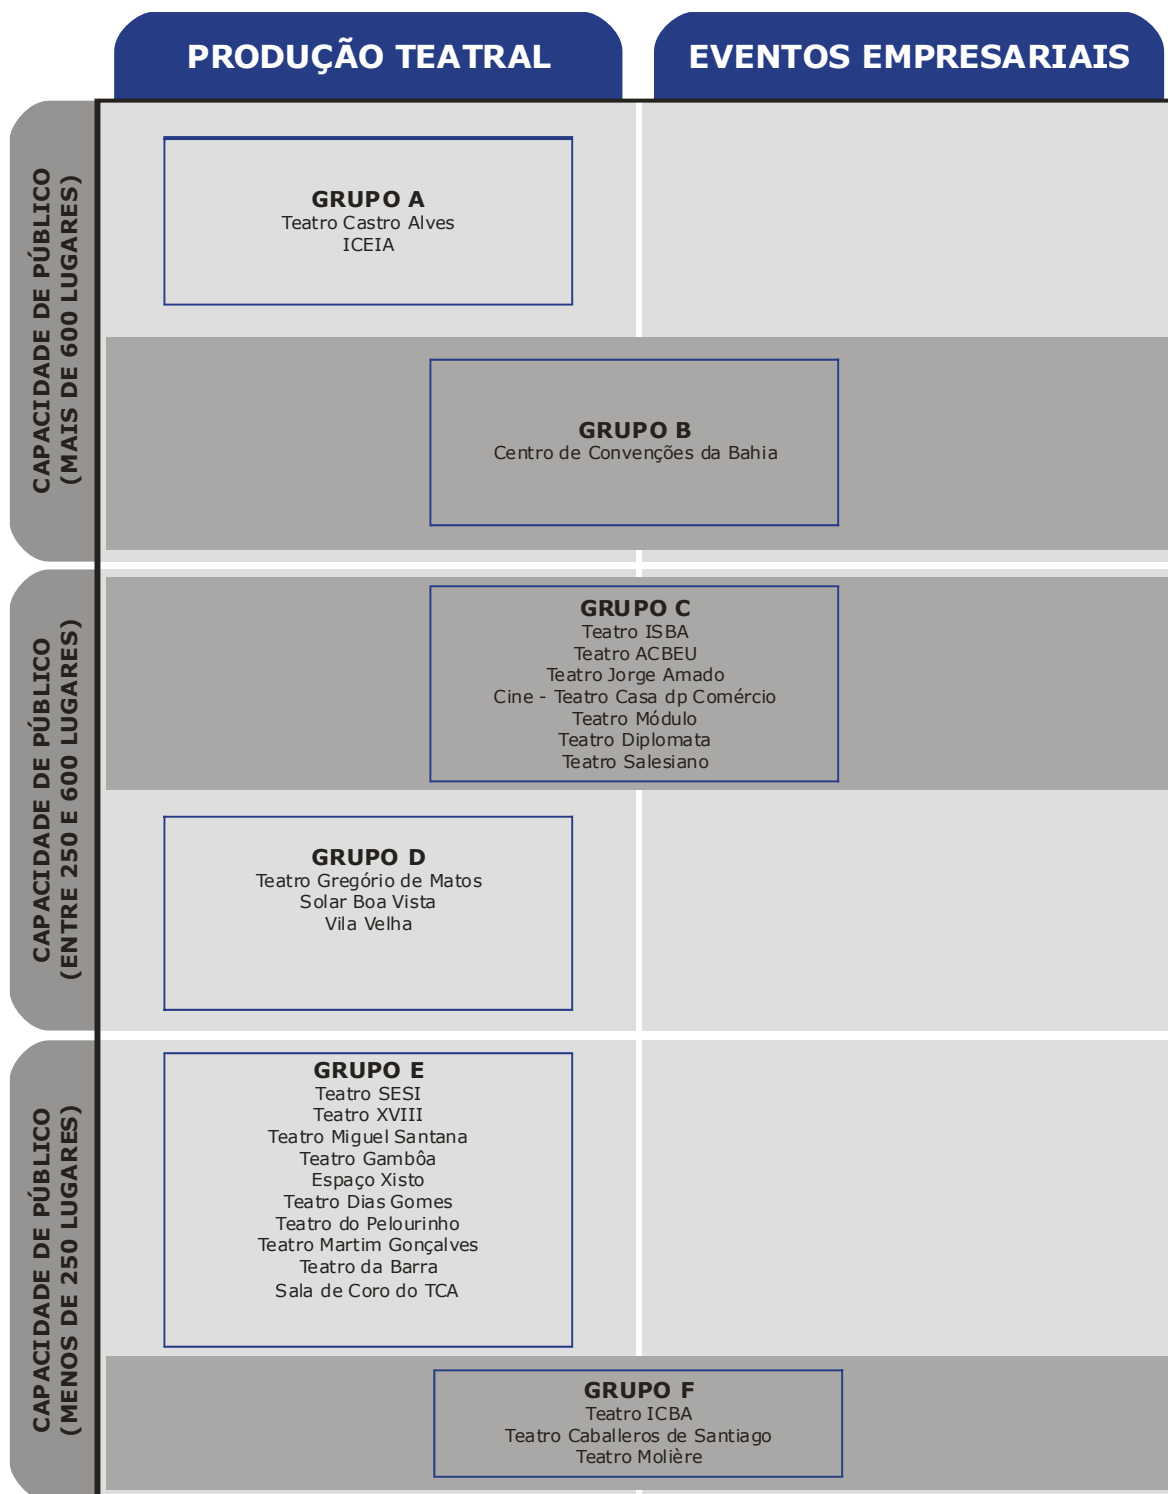 PRODUÇÃO TEATRAL
EVENTOS EMPRESARIAIS
CAPACIDADE DE PÚBLICO
(MAIS DE 600 LUGARES)
GRUPO A
Teatro Castro Alves
ICEIA
GRUPO B
Centro de Convenções da Bahia
CAPACIDADE DE PÚBLICO
(ENTRE 250 E 600 LUGARES)
GRUPO C
Teatro ISBA
Teatro ACBEU
Teatro Jorge Amado
Cine - Teatro Casa dp Comércio
Teatro Módulo
Teatro Diplomata
Teatro Salesiano
GRUPO D
Teatro Gregório de Matos
Solar Boa Vista
Vila Velha
CAPACIDADE DE PÚBLICO
(MENOS DE 250 LUGARES)
GRUPO E
Teatro SESI
Teatro XVIII
Teatro Miguel Santana
Teatro Gambôa
Espaço Xisto
Teatro Dias Gomes
Teatro do Pelourinho
Teatro Martim Gonçalves
Teatro da Barra
Sala de Coro do TCA
GRUPO F
Teatro ICBA
Teatro Caballeros de Santiago
Teatro Molière